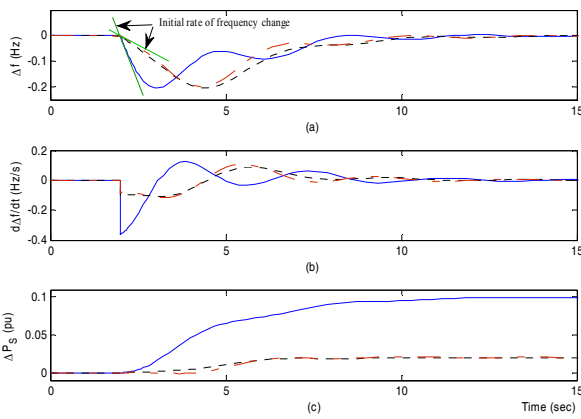 Initial rate of frequency change
Δ f (Hz)
0
-0.1
-0.2
0 5 10 15
(a)
dΔf/dt (Hz/s)
0.2
0
-0.2
-0.4
0 5 10 15
(b)
ΔPS (pu)
0.1
0.05
0
0 5 10 15
(c) Time (sec)